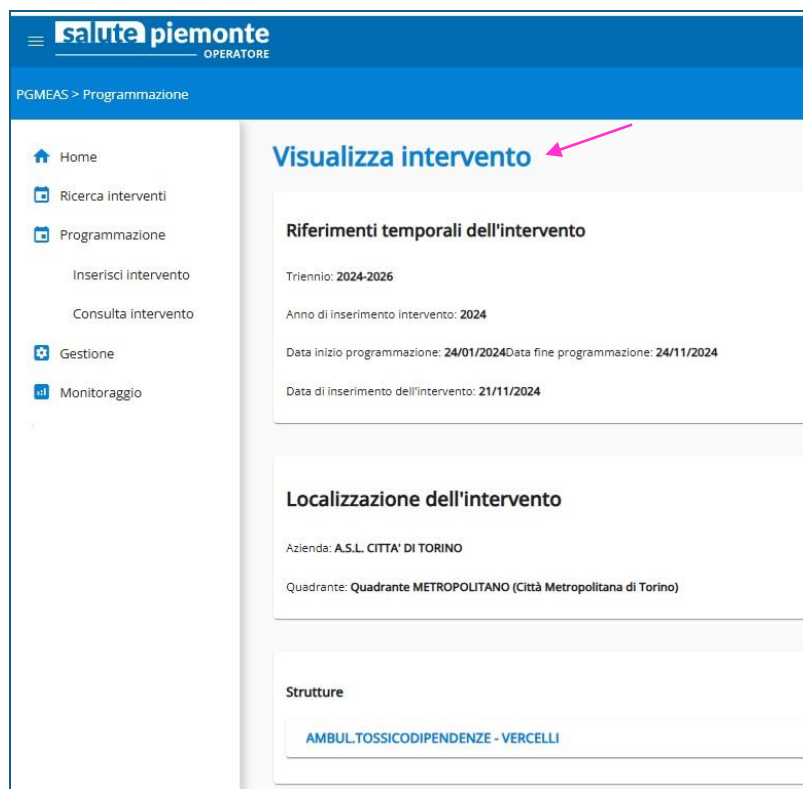 salute piemonte
OPERATORE
PGMEAS > Programmazione
Home
Ricerca interventi
Programmazione
Inserisci intervento
Consulta intervento
Gestione
Monitoraggio
Visualizza intervento
Riferimenti temporali dell'intervento
Triennio: 2024-2026
Anno di inserimento intervento: 2024
Data inizio programmazione: 24/01/2024Data fine programmazione: 24/11/2024
Data di inserimento dell'intervento: 21/11/2024
Localizzazione dell'intervento
Azienda: A.S.L. CITTA' DI TORINO
Quadrante: Quadrante METROPOLITANO (Città Metropolitana di Torino)
Strutture
AMBUL.TOSSICODIPENDENZE - VERCELLI